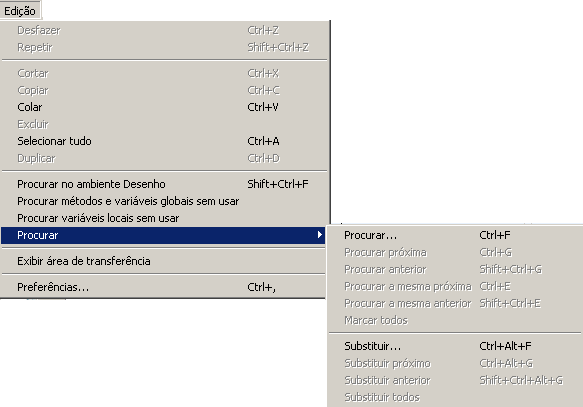 Edição
Desfazer Ctrl+Z
Repetir Shift+Ctrl+Z
Cortar Ctrl+X
Copiar Ctrl+C
Colar Ctrl+V
Excluir
Selecionar tudo Ctrl+A
Duplicar Ctrl+D
Procurar no ambiente Desenho Shift+Ctrl+F
Procurar métodos e variáveis globais sem usar
Procurar variáveis locais sem usar
Procurar
Exibir área de transferência
Preferências... Ctrl+,
Procurar... Ctrl+F
Procurar próxima Ctrl+G
Procurar anterior Shift+Ctrl+G
Procurar a mesma próxima Ctrl+E
Procurar a mesma anterior Shift+Ctrl+E
Marcar todos
Substituir... Ctrl+Alt+F
Substituir próximo Ctrl+Alt+G
Substituir anterior Shift+Ctrl+Alt+G
Substituir todos